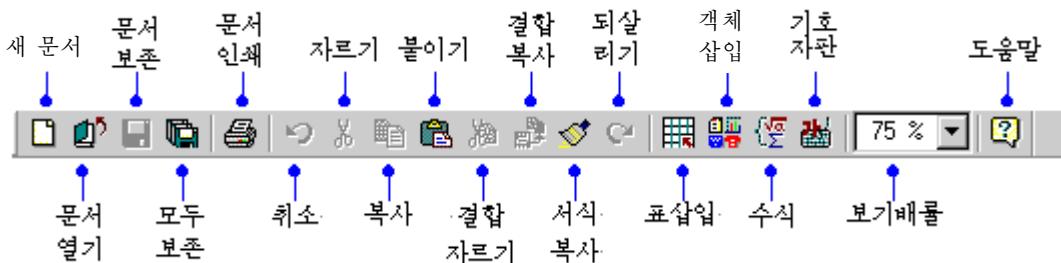 새 문서
문서
보존
문서
인쇄
자르기
붙이기
결합
복사
되살
리기
객체
삽입
기호
자판
도움말
75 %
문서
열기
모두
보존
취소
복사
결합
자르기
서식
복사
표삽입
수식
보기배률